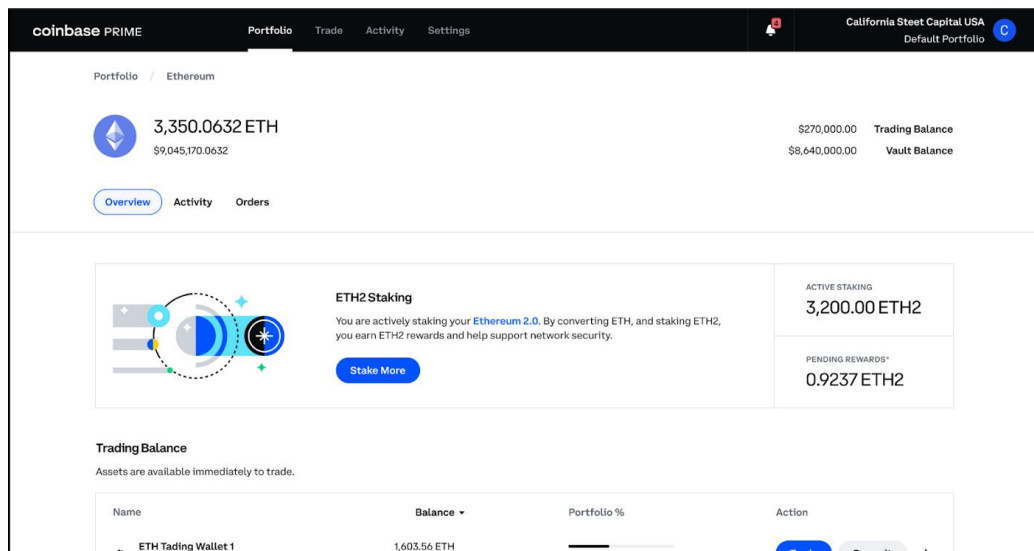 coinbase PRIME
Portfolio Trade Activity Settings
4
California Steet Capital USA
Default Portfolio
C
Portfolio / Ethereum
3,350.0632 ETH
$9,045,170.0632
$270,000.00 Trading Balance
$8,640,000.00 Vault Balance
Overview Activity Orders
ETH2 Staking
You are actively staking your Ethereum 2.0. By converting ETH, and staking ETH2,
you earn ETH2 rewards and help support network security.
Stake More
ACTIVE STAKING
3,200.00 ETH2
PENDING REWARDS*
0.9237 ETH2
Trading Balance
Assets are available immediately to trade.
Name Balance Portfolio % Action
ETH Tading Wallet 1 1,603.56 ETH